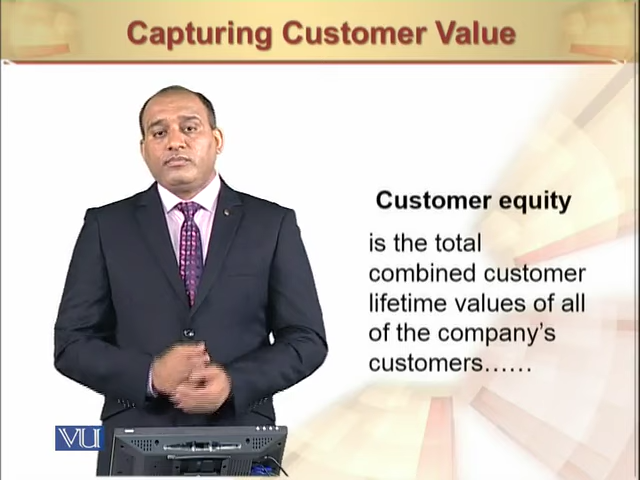 Capturing Customer Value
Customer equity
is the total
combined customer
lifetime values of all
of the company's
customers……
VU